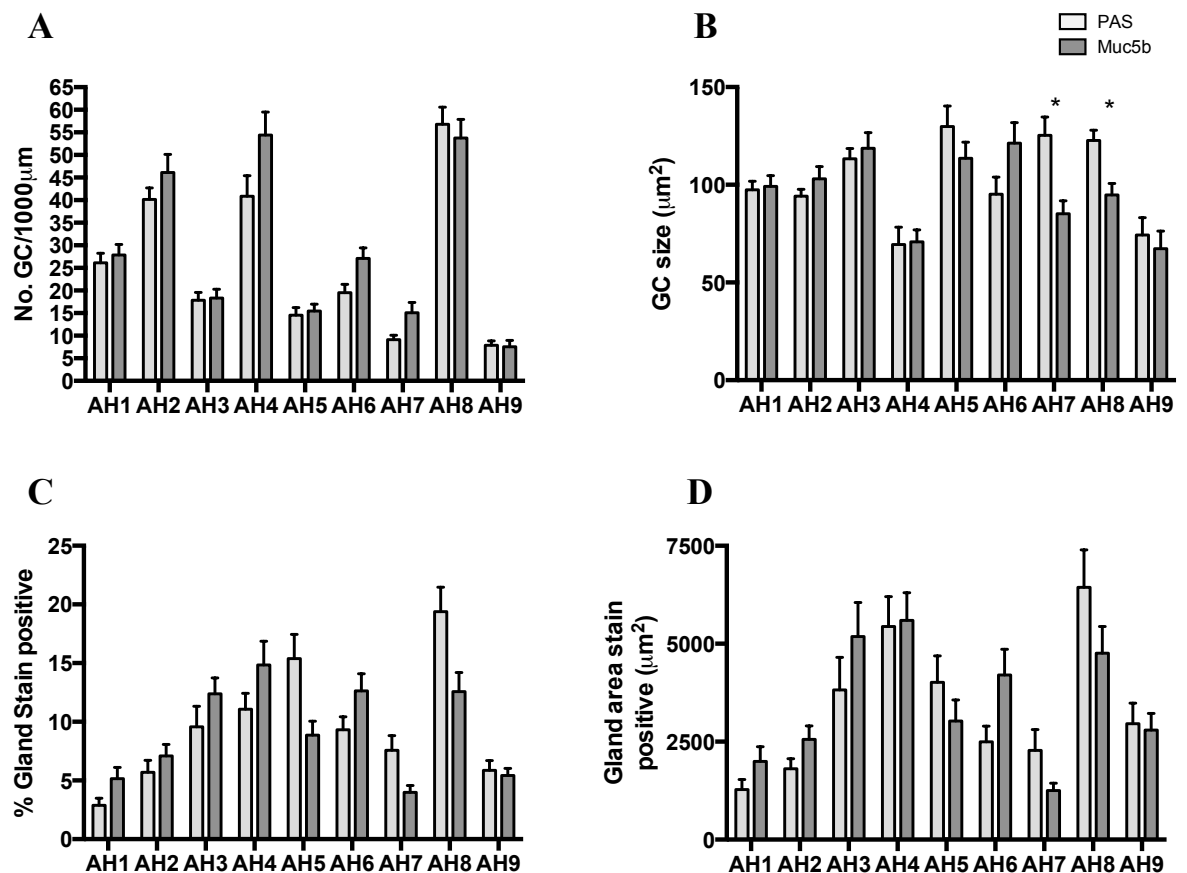 A
No. GC/1000μm
65
60
55
50
45
40
35
30
25
20
15
10
5
0
AH1 AH2 AH3 AH4 AH5 AH6 AH7 AH8 AH9
B
PAS
Muc5b
GC size (μm²)
150
100
50
0
* *
AH1 AH2 AH3 AH4 AH5 AH6 AH7 AH8 AH9
C
% Gland Stain positive
25
20
15
10
5
0
AH1 AH2 AH3 AH4 AH5 AH6 AH7 AH8 AH9
D
Gland area stain
positive (μm²)
7500
5000
2500
0
AH1 AH2 AH3 AH4 AH5 AH6 AH7 AH8 AH9